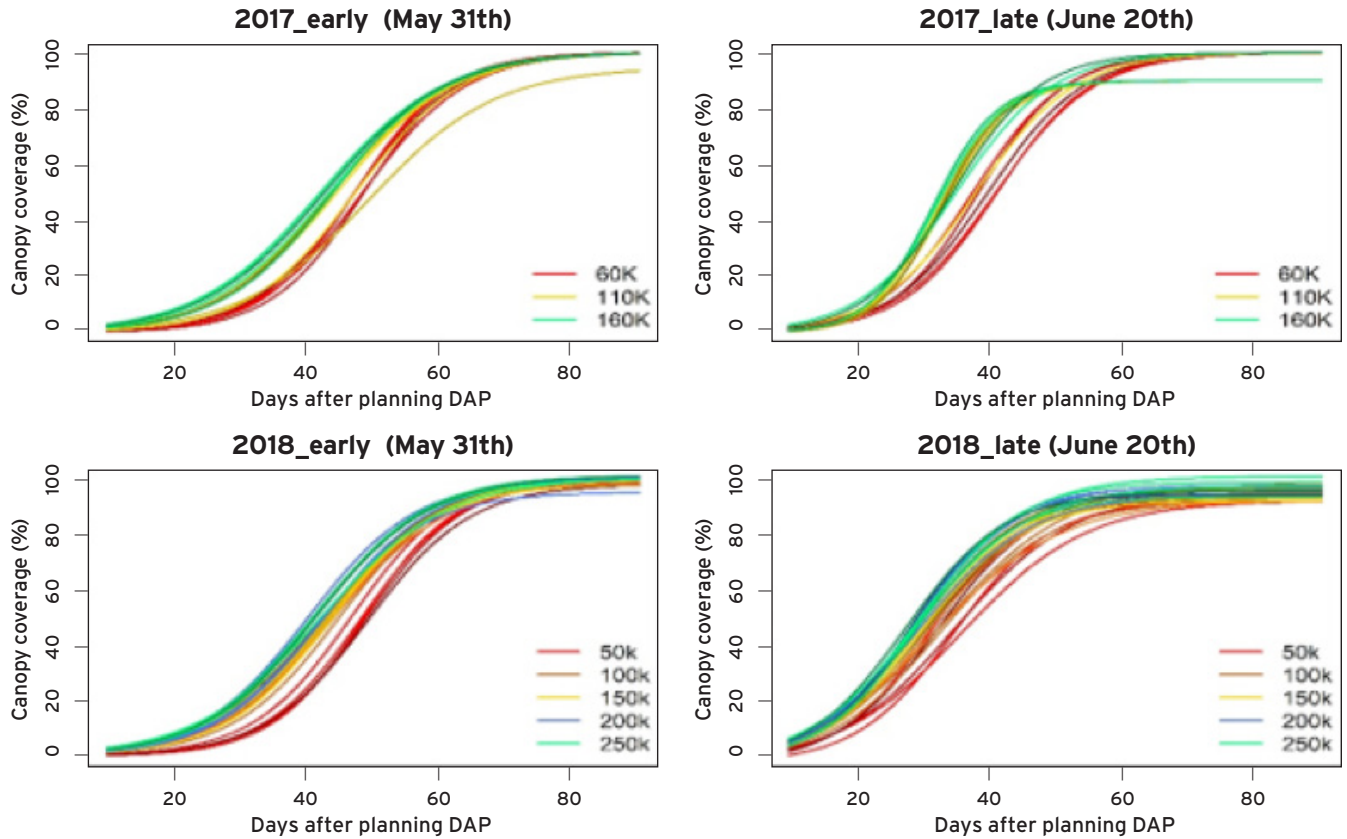 2017_early (May 31th)
Canopy coverage (%)
100
80
60
40
20
0
60K
110K
160K
20 40 60 80
Days after planning DAP
2017_late (June 20th)
Canopy coverage (%)
100
80
60
40
20
0
60K
110K
160K
20 40 60 80
Days after planning DAP
2018_early (May 31th)
Canopy coverage (%)
100
80
60
40
20
0
50k
100k
150k
200k
250k
20 40 60 80
Days after planning DAP
2018_late (June 20th)
Canopy coverage (%)
100
80
60
40
20
0
50k
100k
150k
200k
250k
20 40 60 80
Days after planning DAP